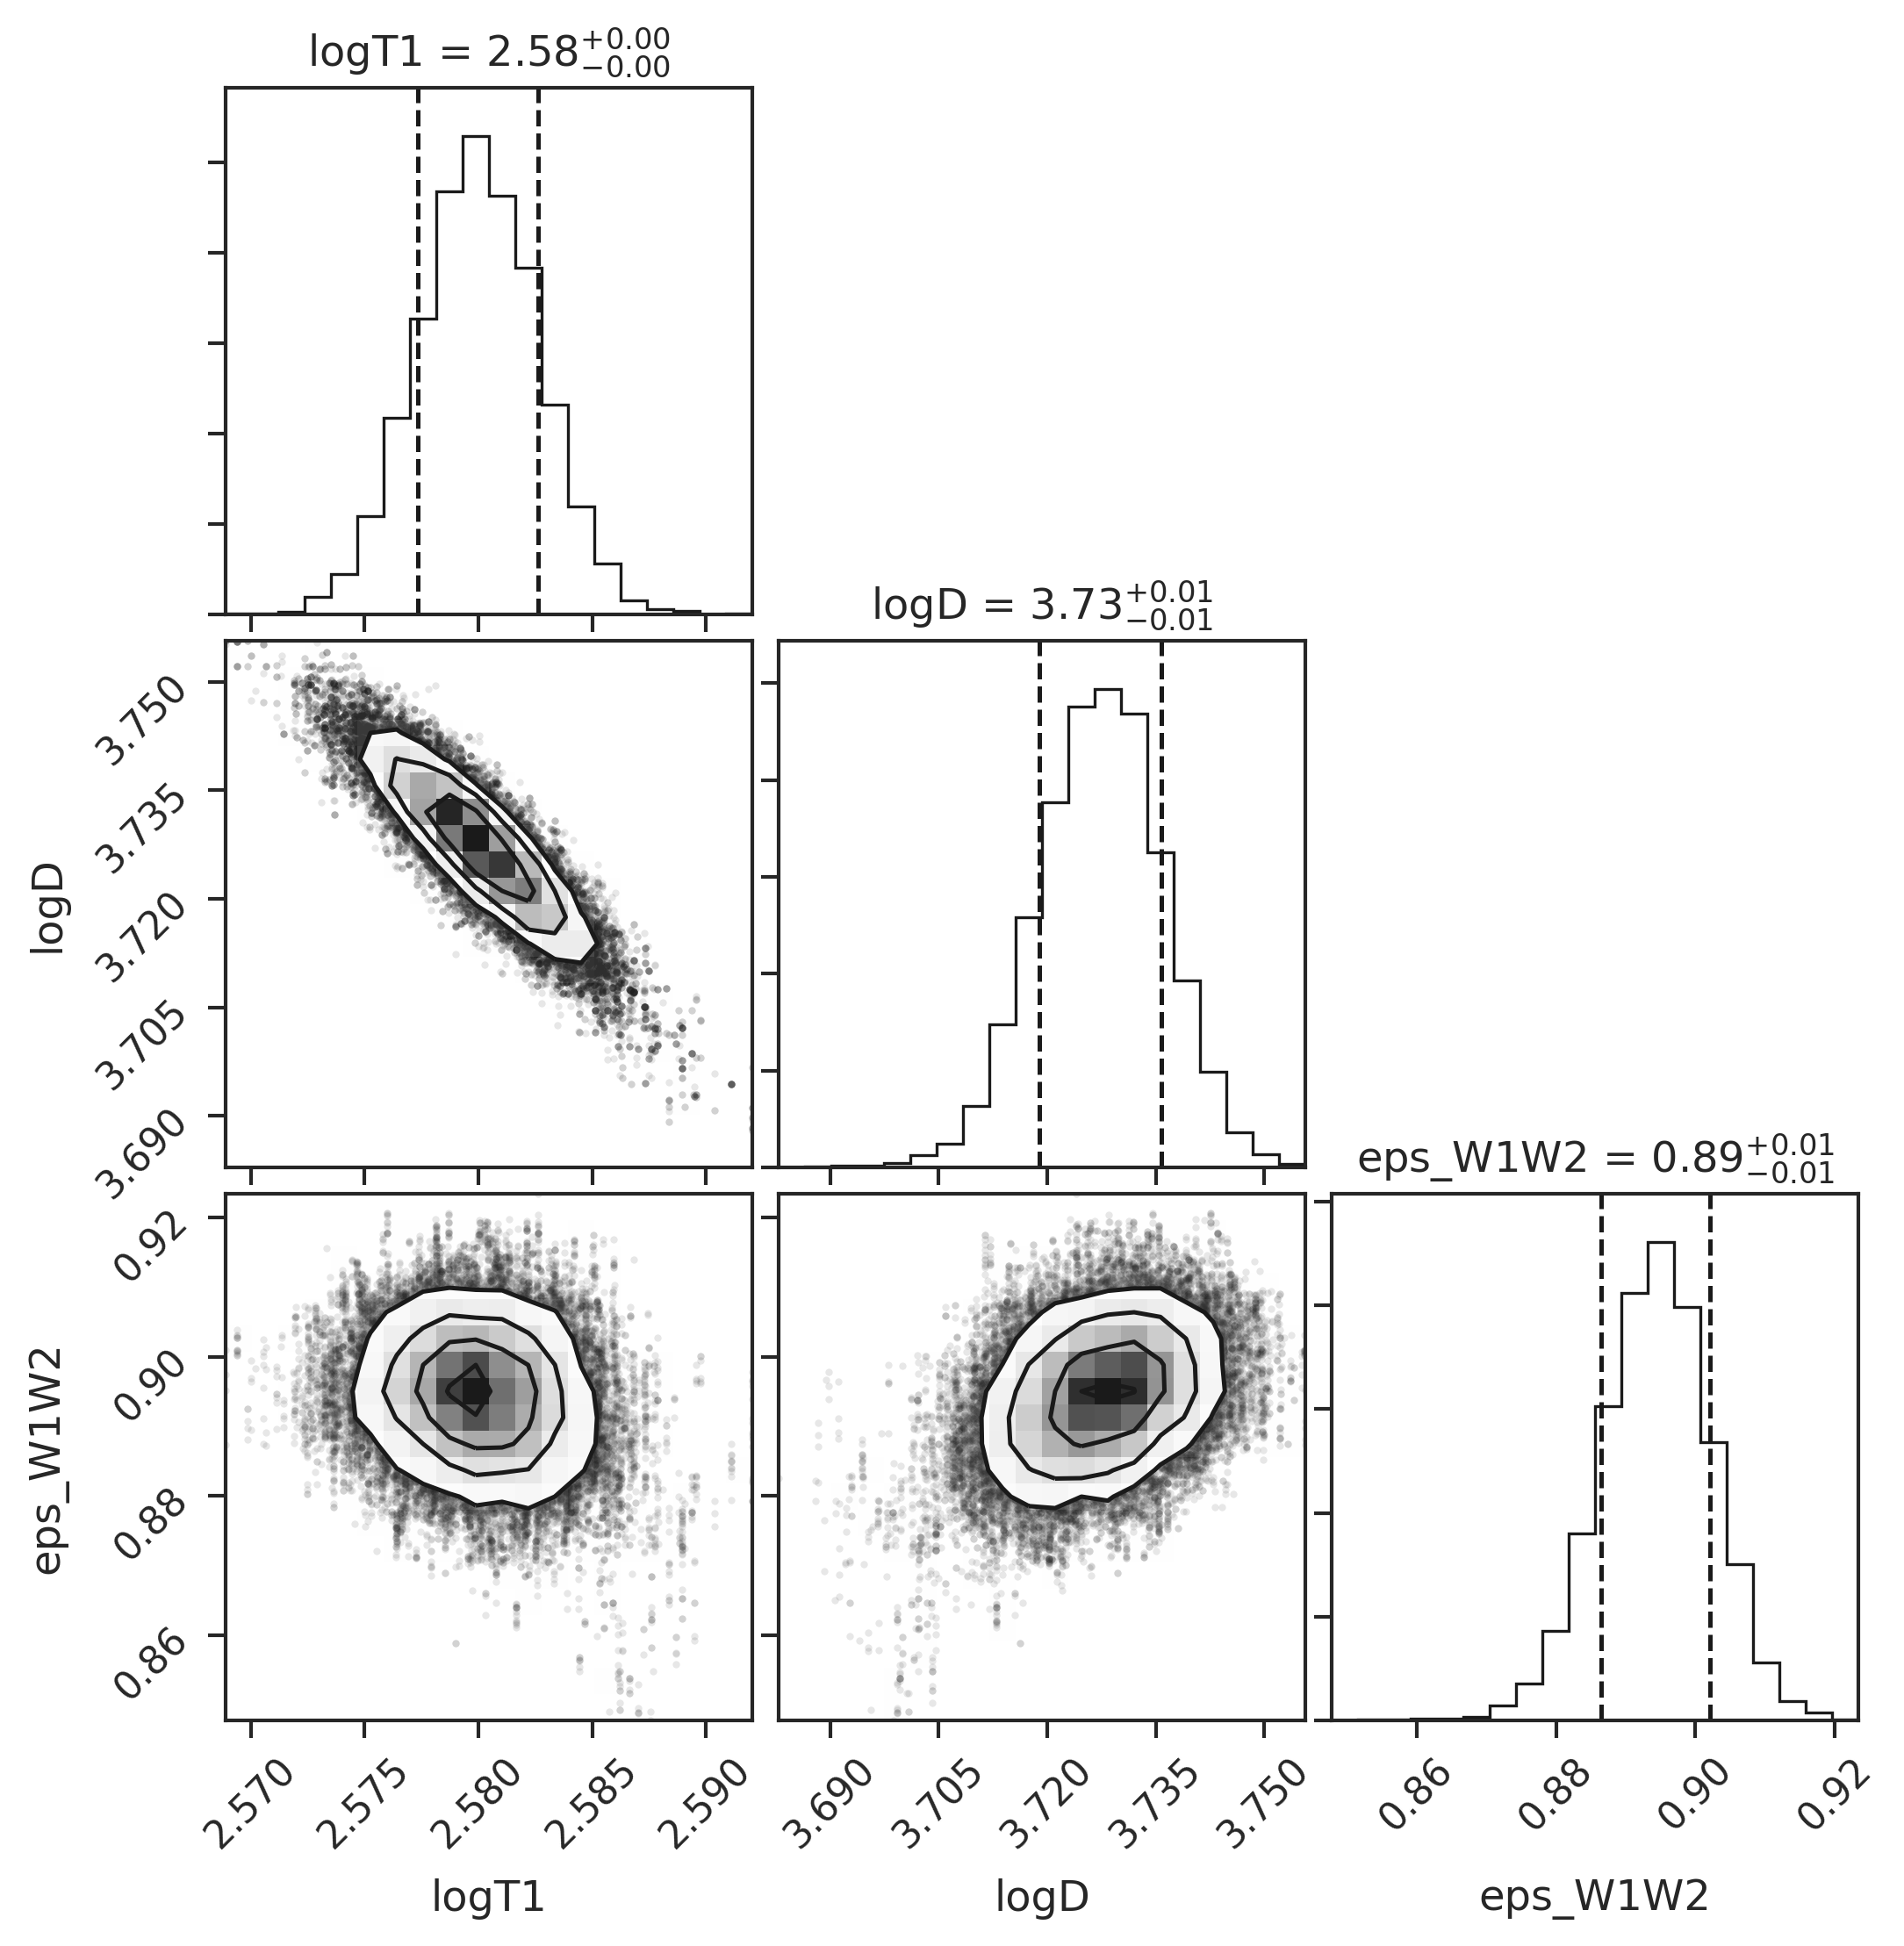 logT1 = 2.58+0.00 −0.00
logD = 3.73+0.01 −0.01
eps_W1W2 = 0.89+0.01 −0.01
logD
3.750
3.735
3.720
3.705
3.690
eps_W1W2
0.92
0.90
0.88
0.86
2.570 2.575 2.580 2.585 2.590
3.690 3.705 3.720 3.735 3.750
0.86 0.88 0.90 0.92
logT1
logD
eps_W1W2